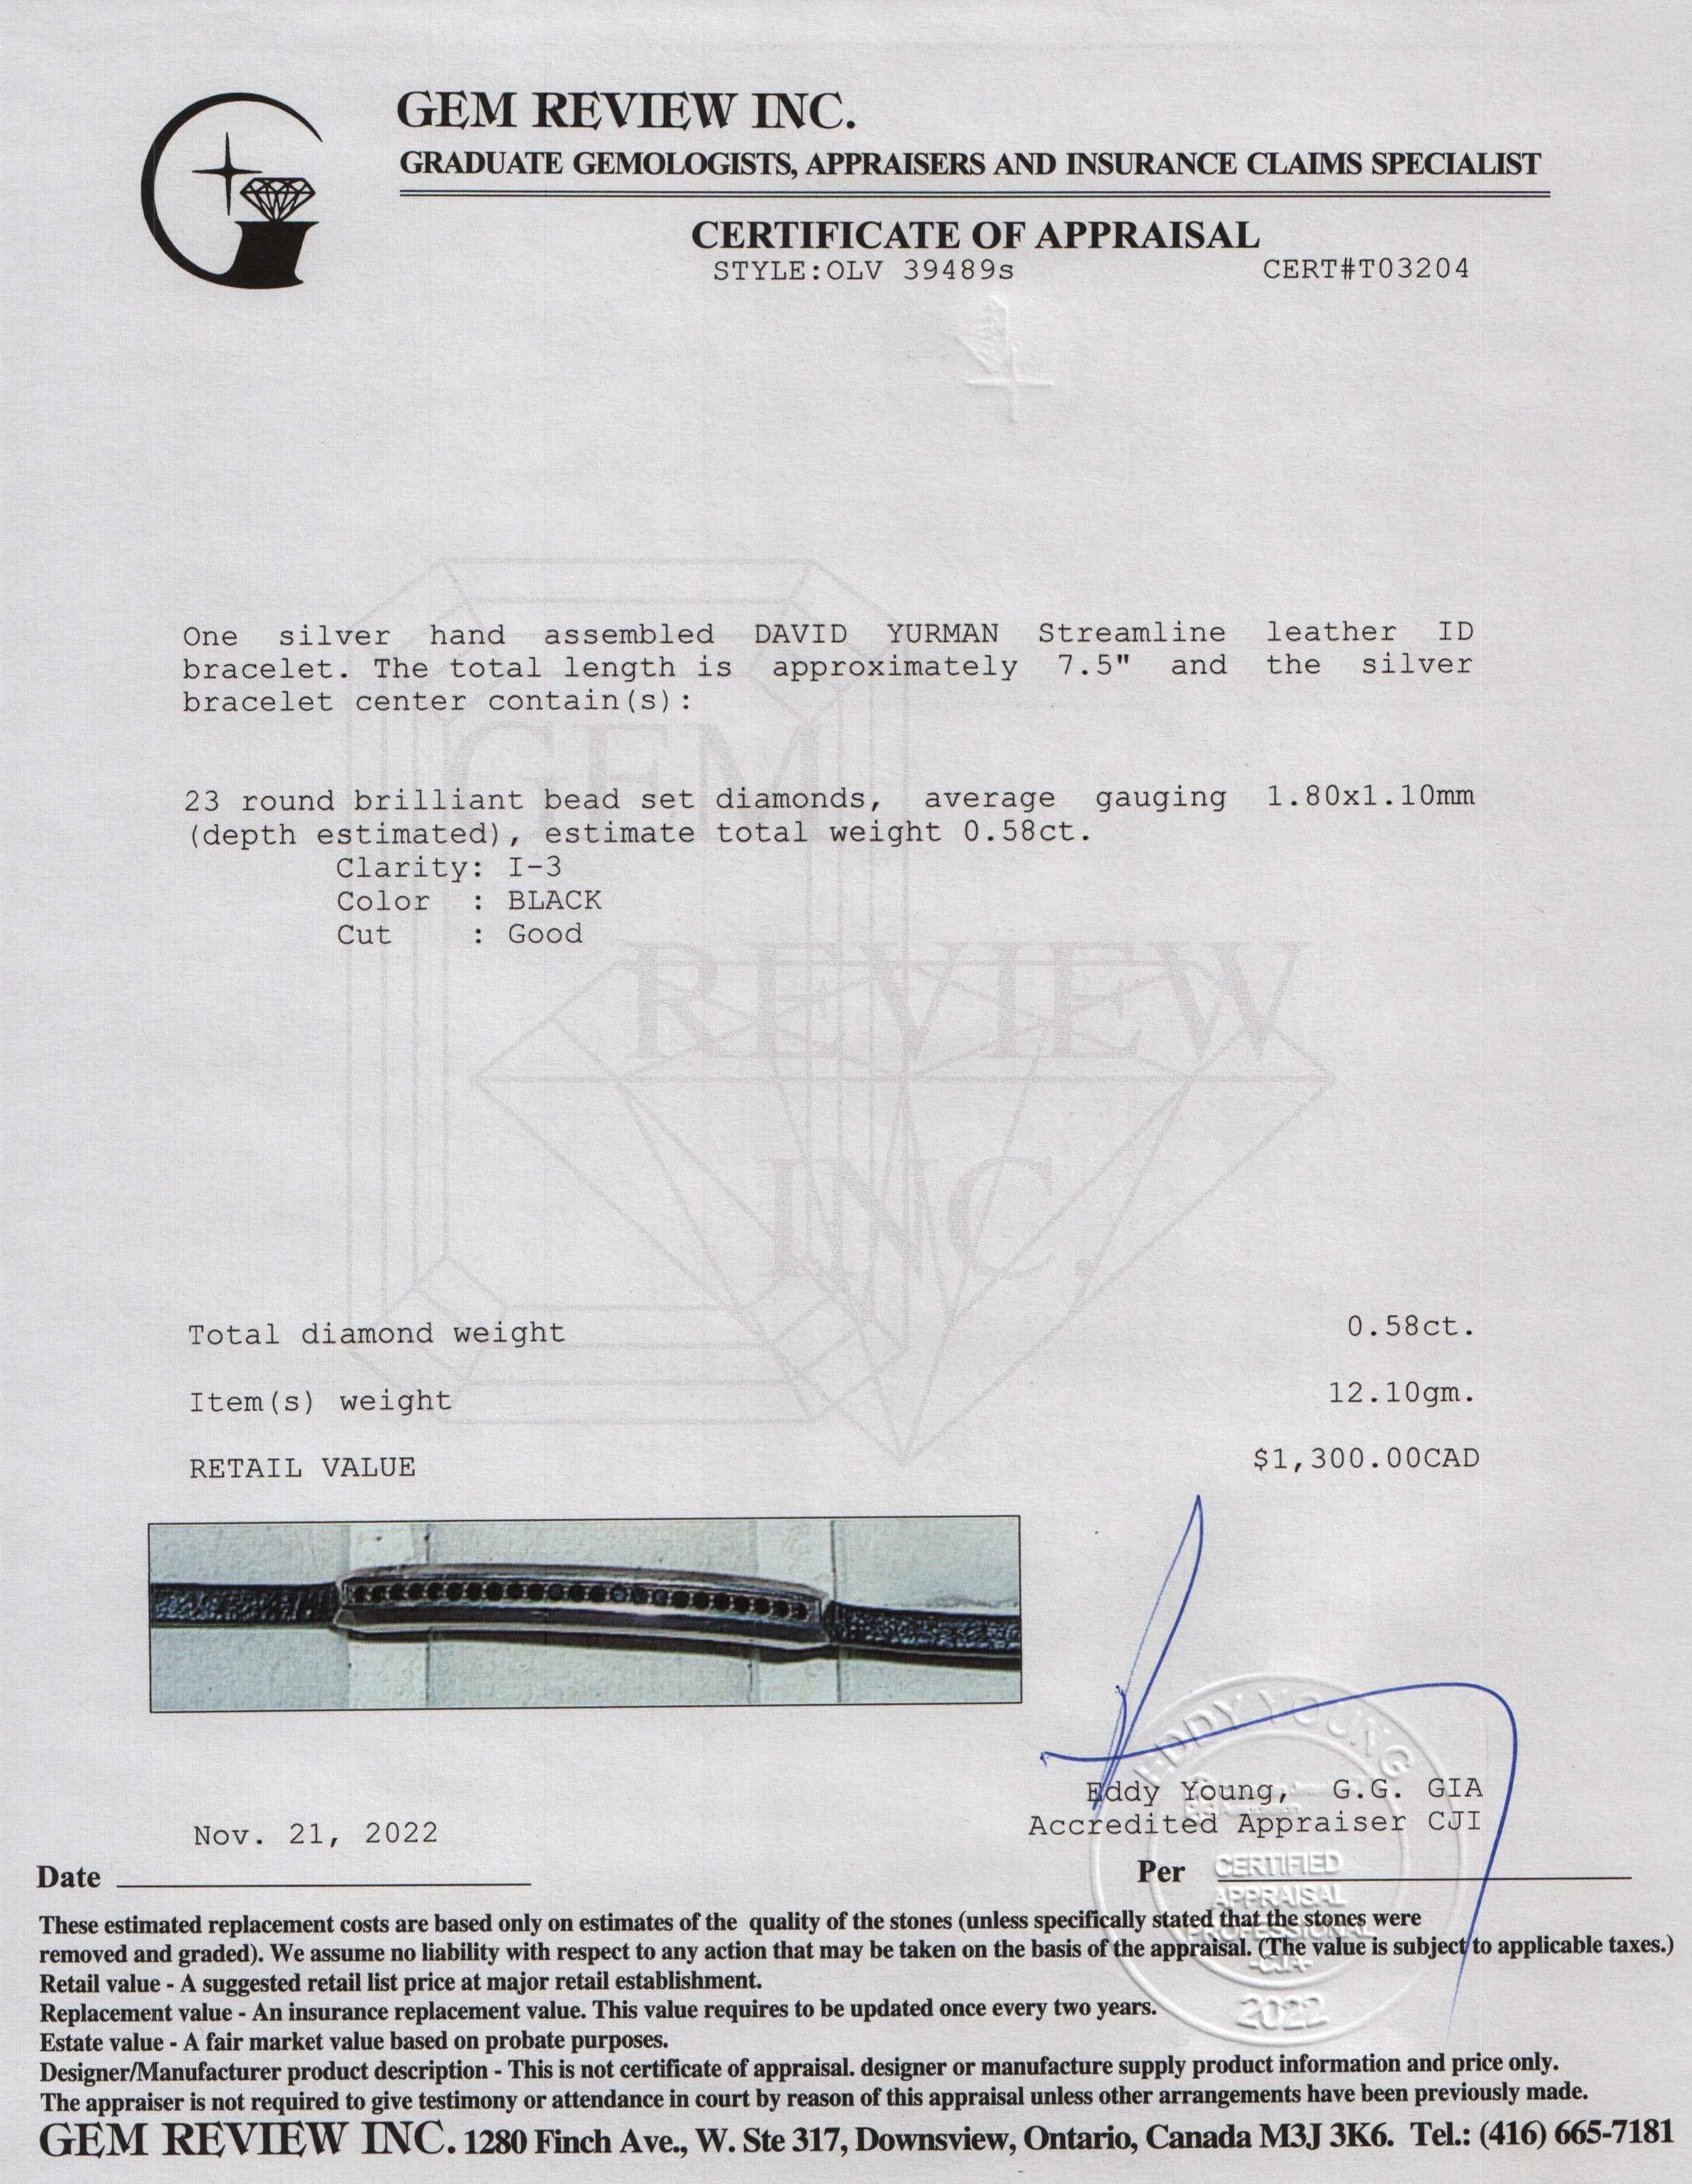 GEM REVIEW INC.
GRADUATE GEMOLOGISTS, APPRAISERS AND INSURANCE CLAIMS SPECIALIST
CERTIFICATE OF APPRAISAL
STYLE:OLV 39489s CERT#T03204
One silver hand assembled DAVID YURMAN Streamline leather ID
bracelet. The total length is approximately 7.5" and the silver
bracelet center contain(s):
23 round brilliant bead set diamonds, average gauging 1.80x1.10mm
(depth estimated), estimate total weight 0.58ct.
Clarity: I-3
Color : BLACK
Cut : Good
GEM
REVIEW
INC.
Total diamond weight 0.58ct.
Item(s) weight 12.10gm.
RETAIL VALUE $1,300.00CAD
EDDY YOUNG
Eddy Young, G.G. GIA
Accredited Appraiser CJI
Nov. 21, 2022
Date
Per
CERTIFIED
APPRAISAL
PROFESSIONAL
-CJA-
2022
These estimated replacement costs are based only on estimates of the quality of the stones (unless specifically stated that the stones were
removed and graded). We assume no liability with respect to any action that may be taken on the basis of the appraisal. (The value is subject to applicable taxes.)
Retail value - A suggested retail list price at major retail establishment.
Replacement value - An insurance replacement value. This value requires to be updated once every two years.
Estate value - A fair market value based on probate purposes.
Designer/Manufacturer product description - This is not certificate of appraisal. designer or manufacture supply product information and price only.
The appraiser is not required to give testimony or attendance in court by reason of this appraisal unless other arrangements have been previously made.
GEM REVIEW INC. 1280 Finch Ave., W. Ste 317, Downsview, Ontario, Canada M3J 3K6. Tel.: (416) 665-7181